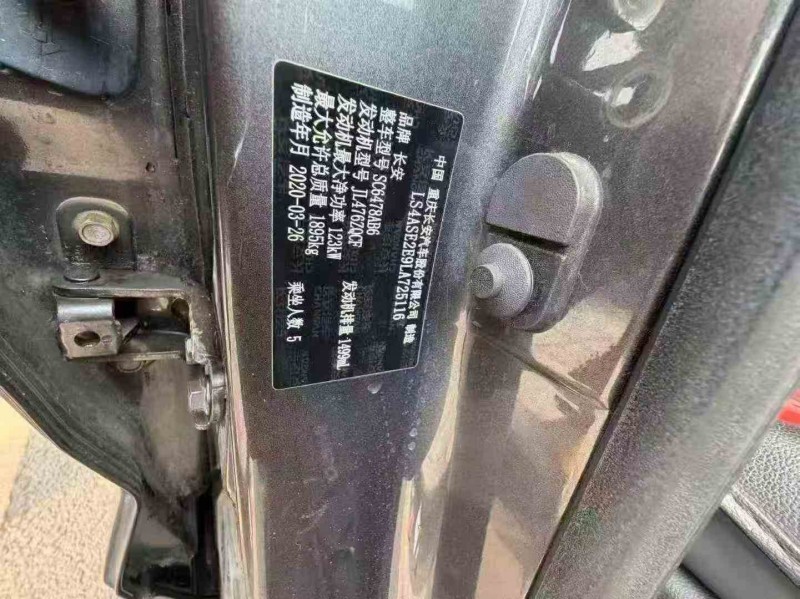 中国 重庆长安汽车股份有限公司 制造
LS4ASE2E9LA725116
品牌 长安
整车型号 SC6478AB6
发动机型号 JL476ZQCF
发动机最大净功率 123kW 发动机排量 1499mL
最大允许总质量 1895kg
制造年月 2020-03-26 乘坐人数 5